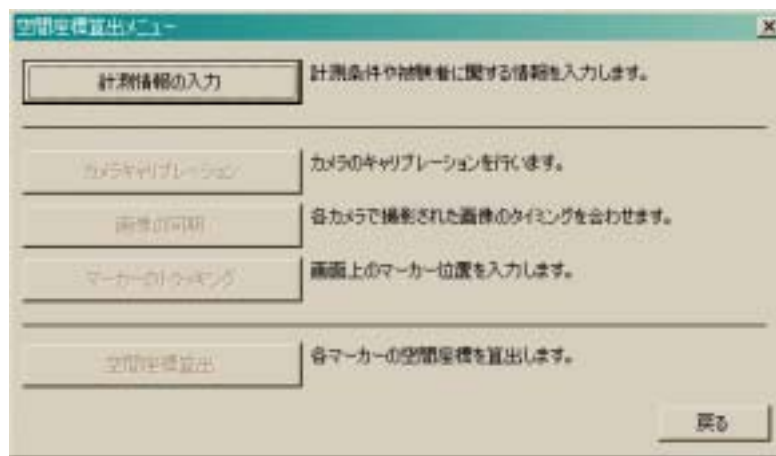 空間座標算出メニュー
計測情報の入力
計測条件や被験者に関する情報を入力します。
カメラキャリブレーション
カメラのキャリブレーションを行います。
画像の同期
各カメラで撮影された画像のタイミングを合わせます。
マーカーのトラッキング
画面上のマーカー位置を入力します。
空間座標算出
各マーカーの空間座標を算出します。
戻る